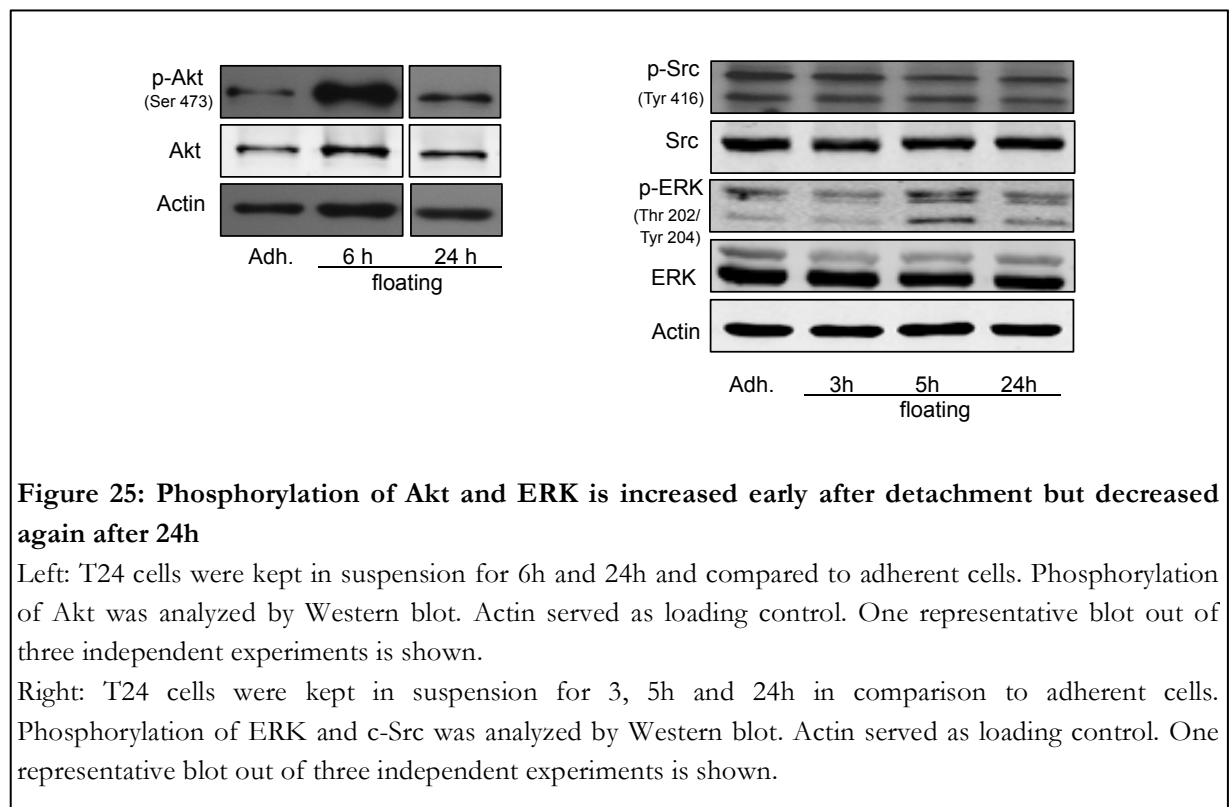 p-Akt
(Ser 473)
Akt
Actin
Adh. 6 h 24 h
floating
p-Src
(Tyr 416)
Src
p-ERK
(Thr 202/
Tyr 204)
ERK
Actin
Adh. 3h 5h 24h
floating
Figure 25: Phosphorylation of Akt and ERK is increased early after detachment but decreased
again after 24h
Left: T24 cells were kept in suspension for 6h and 24h and compared to adherent cells. Phosphorylation
of Akt was analyzed by Western blot. Actin served as loading control. One representative blot out of
three independent experiments is shown.
Right: T24 cells were kept in suspension for 3, 5h and 24h in comparison to adherent cells.
Phosphorylation of ERK and c-Src was analyzed by Western blot. Actin served as loading control. One
representative blot out of three independent experiments is shown.